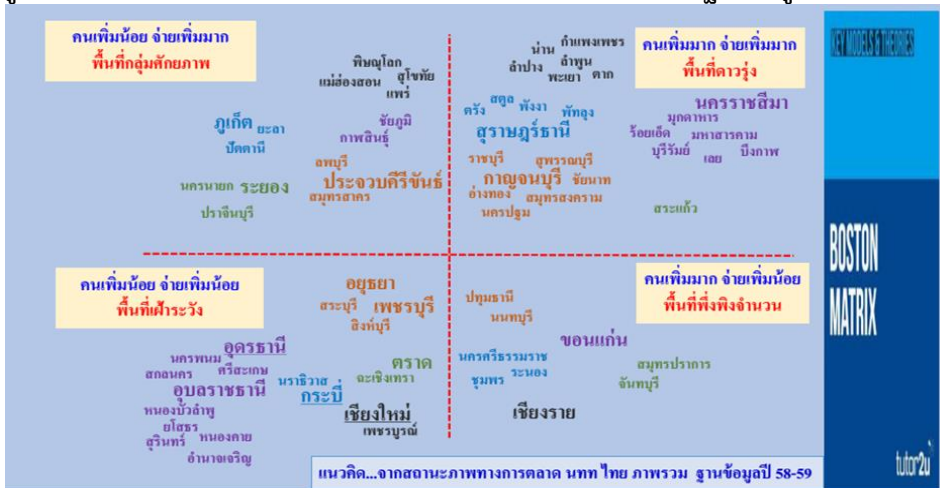 คนเพิ่มน้อย จ่ายเพิ่มมาก
พื้นที่กลุ่มศักยภาพ
พิษณุโลก
แม่ฮ่องสอน สุโขทัย
แพร่
ภูเก็ต ยะลา
ปัตตานี
ชัยภูมิ
กาฬสินธุ์
ลพบุรี
ประจวบคีรีขันธ์
สมุทรสาคร
นครนายก ระยอง
ปราจีนบุรี
น่าน กำแพงเพชร
ลำปาง ลำพูน
พะเยา ตาก
คนเพิ่มมาก จ่ายเพิ่มมาก
พื้นที่ดาวรุ่ง
ตรัง สตูล พังงา พัทลุง
สุราษฎร์ธานี
นครราชสีมา
มุกดาหาร
ร้อยเอ็ด มหาสารคาม
บุรีรัมย์ เลย บึงกาฬ
ราชบุรี สุพรรณบุรี
กาญจนบุรี ชัยนาท
อ่างทอง สมุทรสงคราม
นครปฐม
สระแก้ว
คนเพิ่มน้อย จ่ายเพิ่มน้อย
พื้นที่เฝ้าระวัง
อยุธยา
สระบุรี เพชรบุรี
สิงห์บุรี
อุดรธานี
นครพนม
สกลนคร ศรีสะเกษ
อุบลราชธานี
หนองบัวลำพู
ยโสธร
สุรินทร์ หนองคาย
อำนาจเจริญ
นราธิวาส
กระบี่
ตราด
ฉะเชิงเทรา
เชียงใหม่
เพชรบูรณ์
คนเพิ่มมาก จ่ายเพิ่มน้อย
พื้นที่พึ่งพิงจำนวน
ปทุมธานี
นนทบุรี
ขอนแก่น
นครศรีธรรมราช
ชุมพร ระนอง
สมุทรปราการ
จันทบุรี
เชียงราย
แนวคิด...จากสถานะภาพทางการตลาด นทท ไทย ภาพรวม ฐานข้อมูลปี 58-59
KEY MODELS & THEORIES
BOSTON
MATRIX
tutor2u